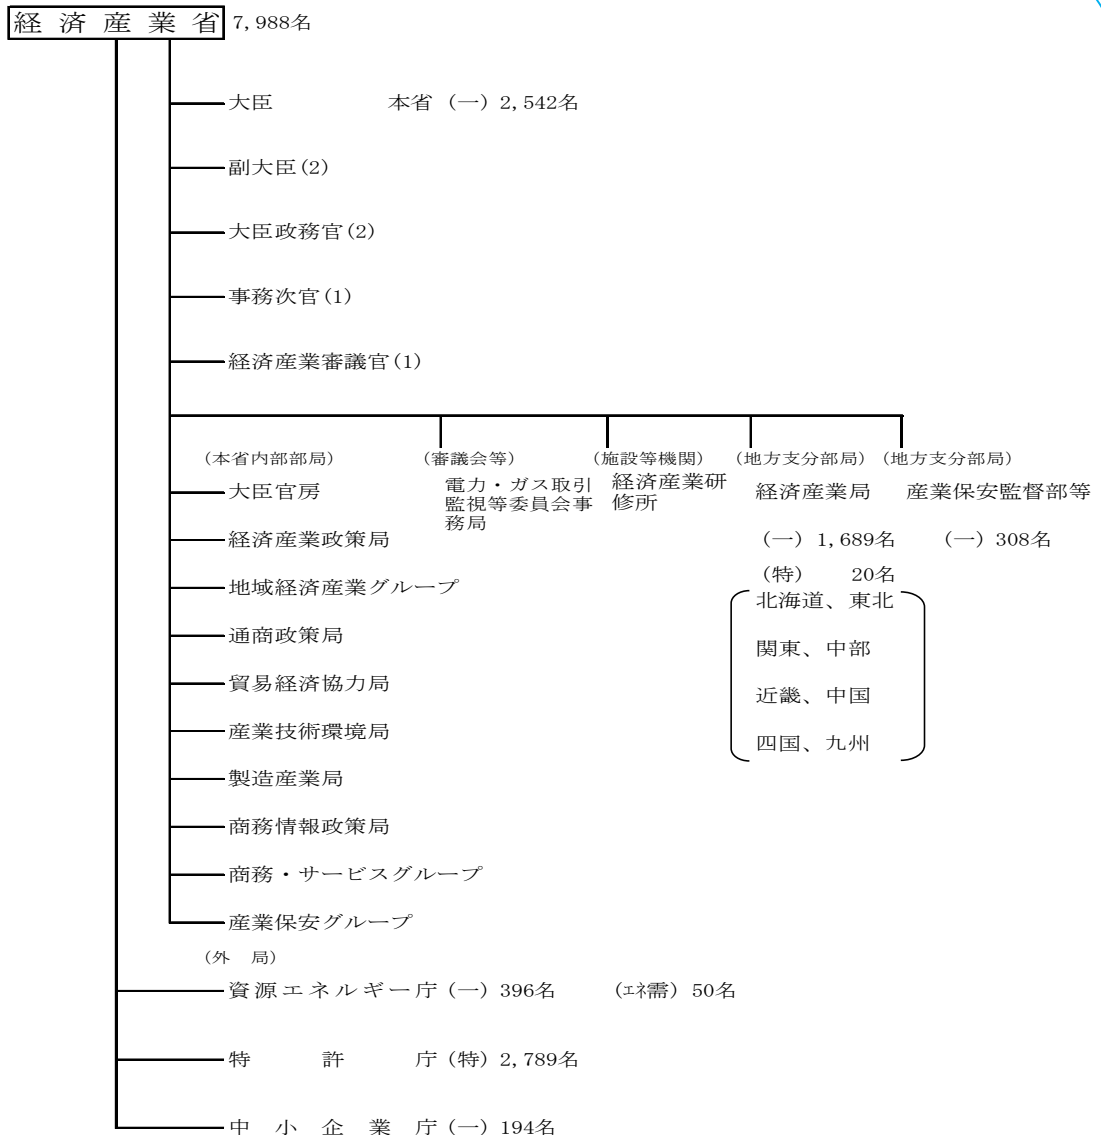 経済産業省 7,988名
大臣 本省 (一) 2,542名
副大臣(2)
大臣政務官(2)
事務次官(1)
経済産業審議官(1)
(本省内部部局) (審議会等) (施設等機関) (地方支分部局) (地方支分部局)
大臣官房
電力・ガス取引
監視等委員会事
務局
経済産業研
修所
経済産業局
産業保安監督部等
経済産業政策局
(一) 1,689名 (一) 308名
(特) 20名
地域経済産業グループ
北海道、東北
通商政策局
関東、中部
貿易経済協力局
近畿、中国
産業技術環境局
四国、九州
製造産業局
商務情報政策局
商務・サービスグループ
産業保安グループ
(外 局)
資源エネルギー庁 (一) 396名 (エネ需) 50名
特許庁 (特) 2,789名
中小企業庁 (一) 194名